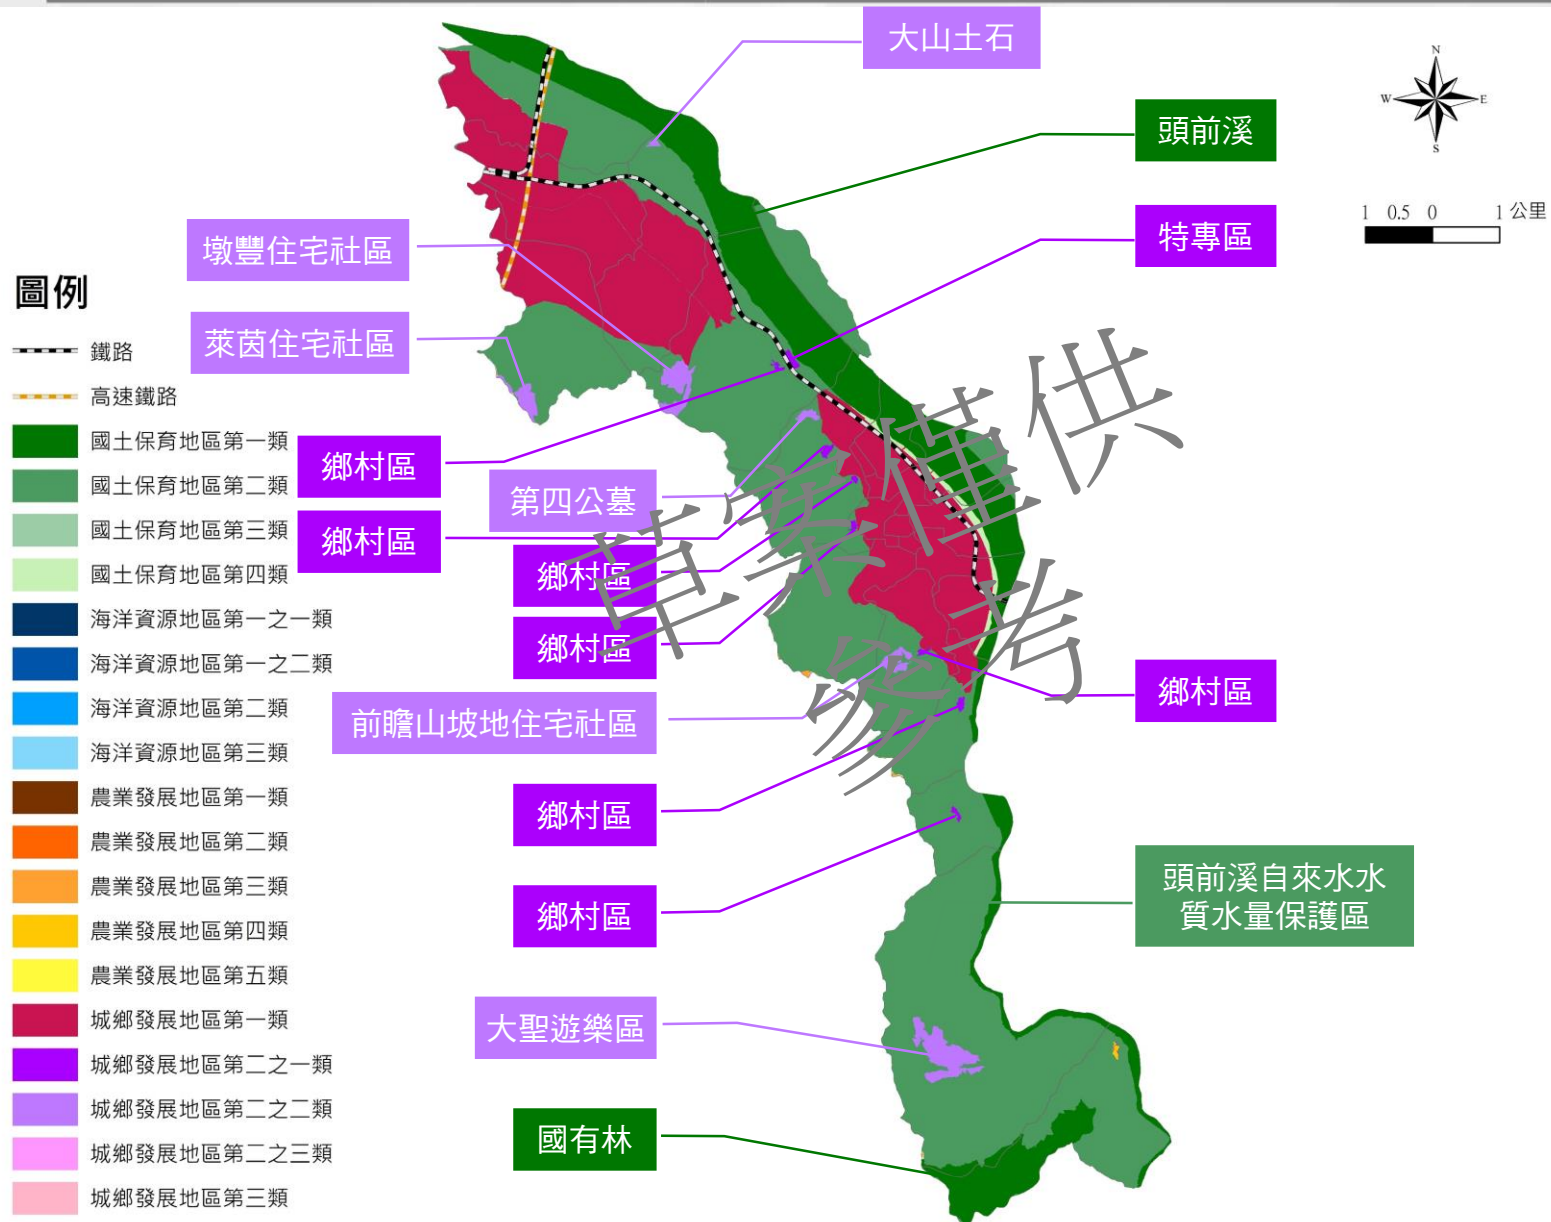 大山土石
N
W
E
S
頭前溪
1 0.5 0 1 公里
特專區
墩豐住宅社區
萊茵住宅社區
圖例
鐵路
高速鐵路
國土保育地區第一類
國土保育地區第二類
國土保育地區第三類
國土保育地區第四類
海洋資源地區第一之一類
海洋資源地區第一之二類
海洋資源地區第二類
海洋資源地區第三類
農業發展地區第一類
農業發展地區第二類
農業發展地區第三類
農業發展地區第四類
農業發展地區第五類
城鄉發展地區第一類
城鄉發展地區第二之一類
城鄉發展地區第二之二類
城鄉發展地區第二之三類
城鄉發展地區第三類
鄉村區
第四公墓
鄉村區
鄉村區
鄉村區
草案僅供
參考
鄉村區
前瞻山坡地住宅社區
鄉村區
鄉村區
頭前溪自來水水
質水量保護區
大聖遊樂區
國有林